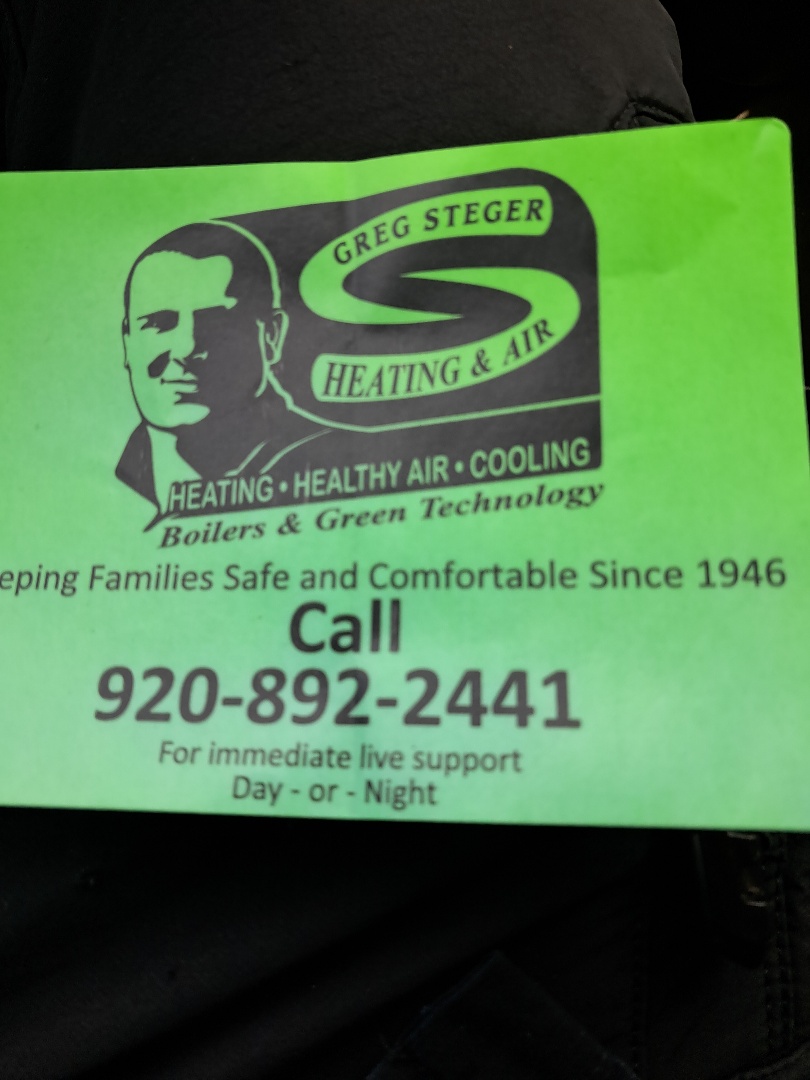 GREG STEGER
HEATING & AIR
HEATING • HEALTHY AIR • COOLING
Boilers & Green Technology
eping Families Safe and Comfortable Since 1946
Call
920-892-2441
For immediate live support
Day - or - Night